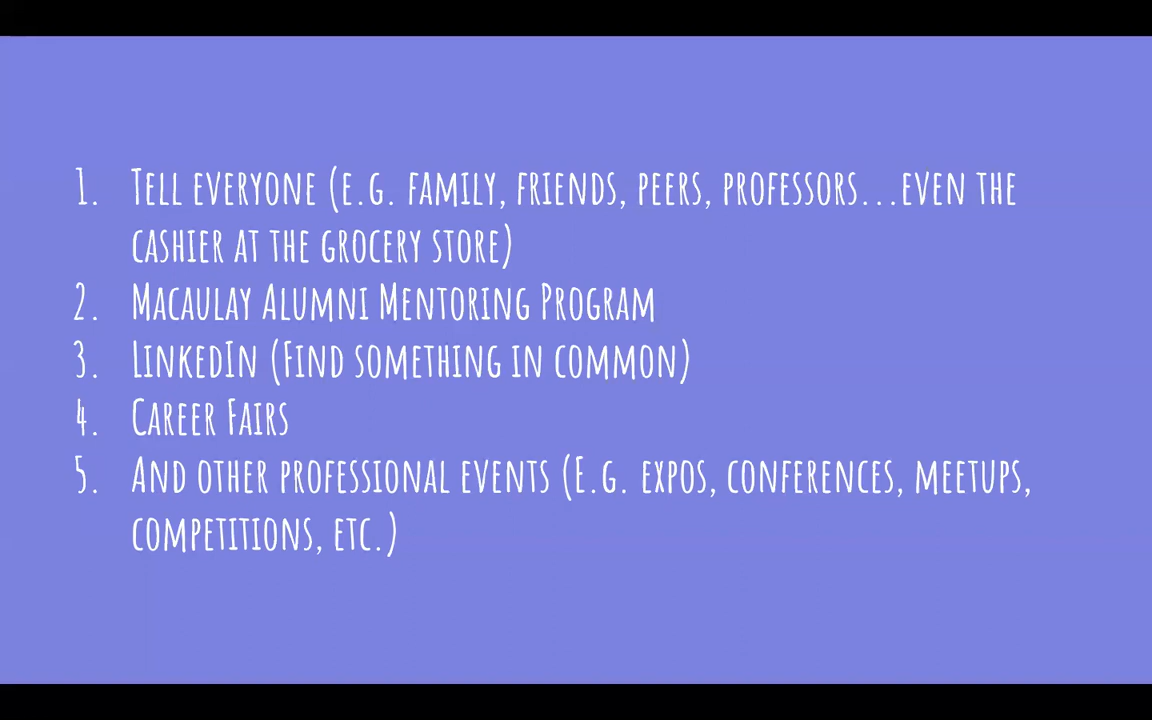 1. Tell everyone (e.g. family, friends, peers, professors...even the
cashier at the grocery store)
2. Macaulay Alumni Mentoring Program
3. LinkedIn (Find something in common)
4. Career Fairs
5. And other professional events (E.g. expos, conferences, meetups,
competitions, etc.)